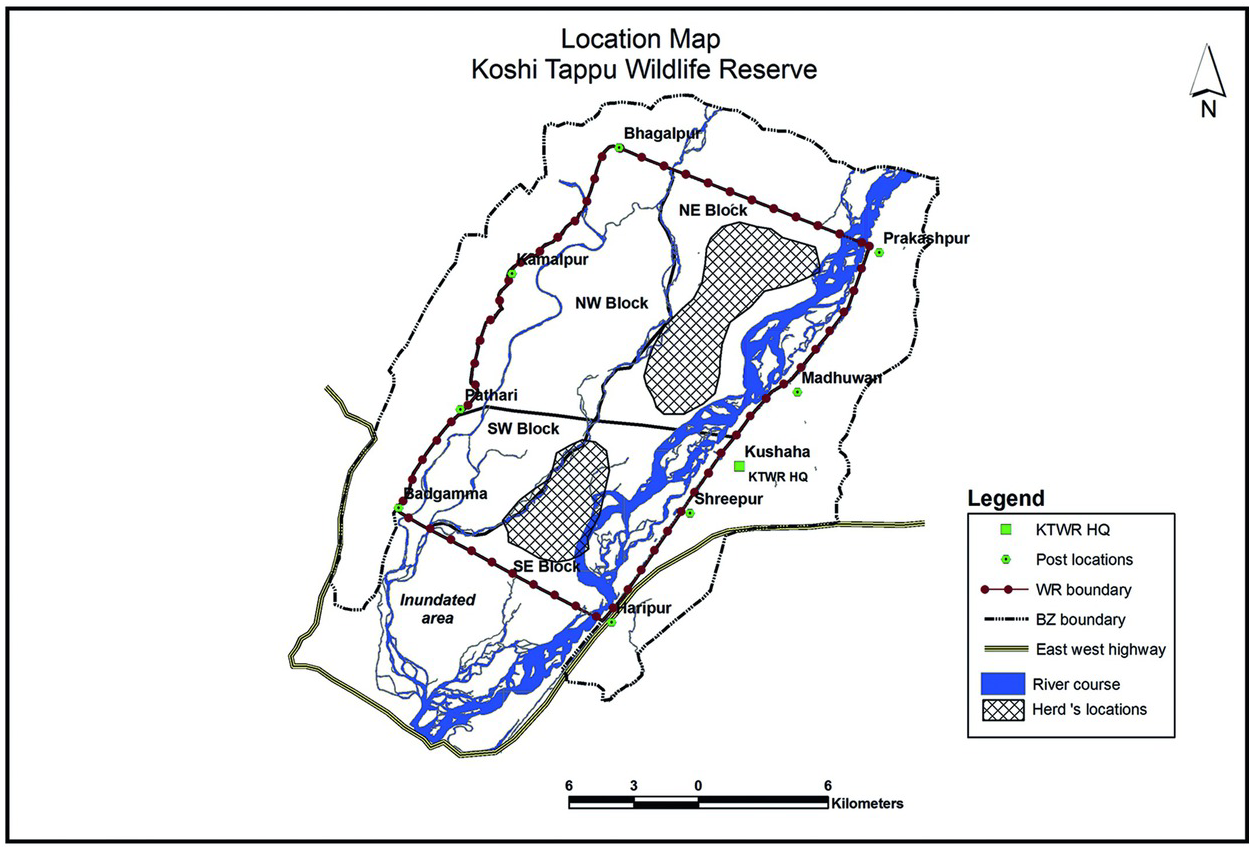 Location Map
Koshi Tappu Wildlife Reserve
N
Bhagalpur
NE Block
Prakashpur
Kamalpur
NW Block
Madhuwan
Pathari
SW Block
Kushaha
KTWR HQ
Badgamma
Shreepur
SE Block
Inundated
area
Haripur
Legend
KTWR HQ
Post locations
WR boundary
BZ boundary
East west highway
River course
Herd 's locations
6 3 0 6
Kilometers